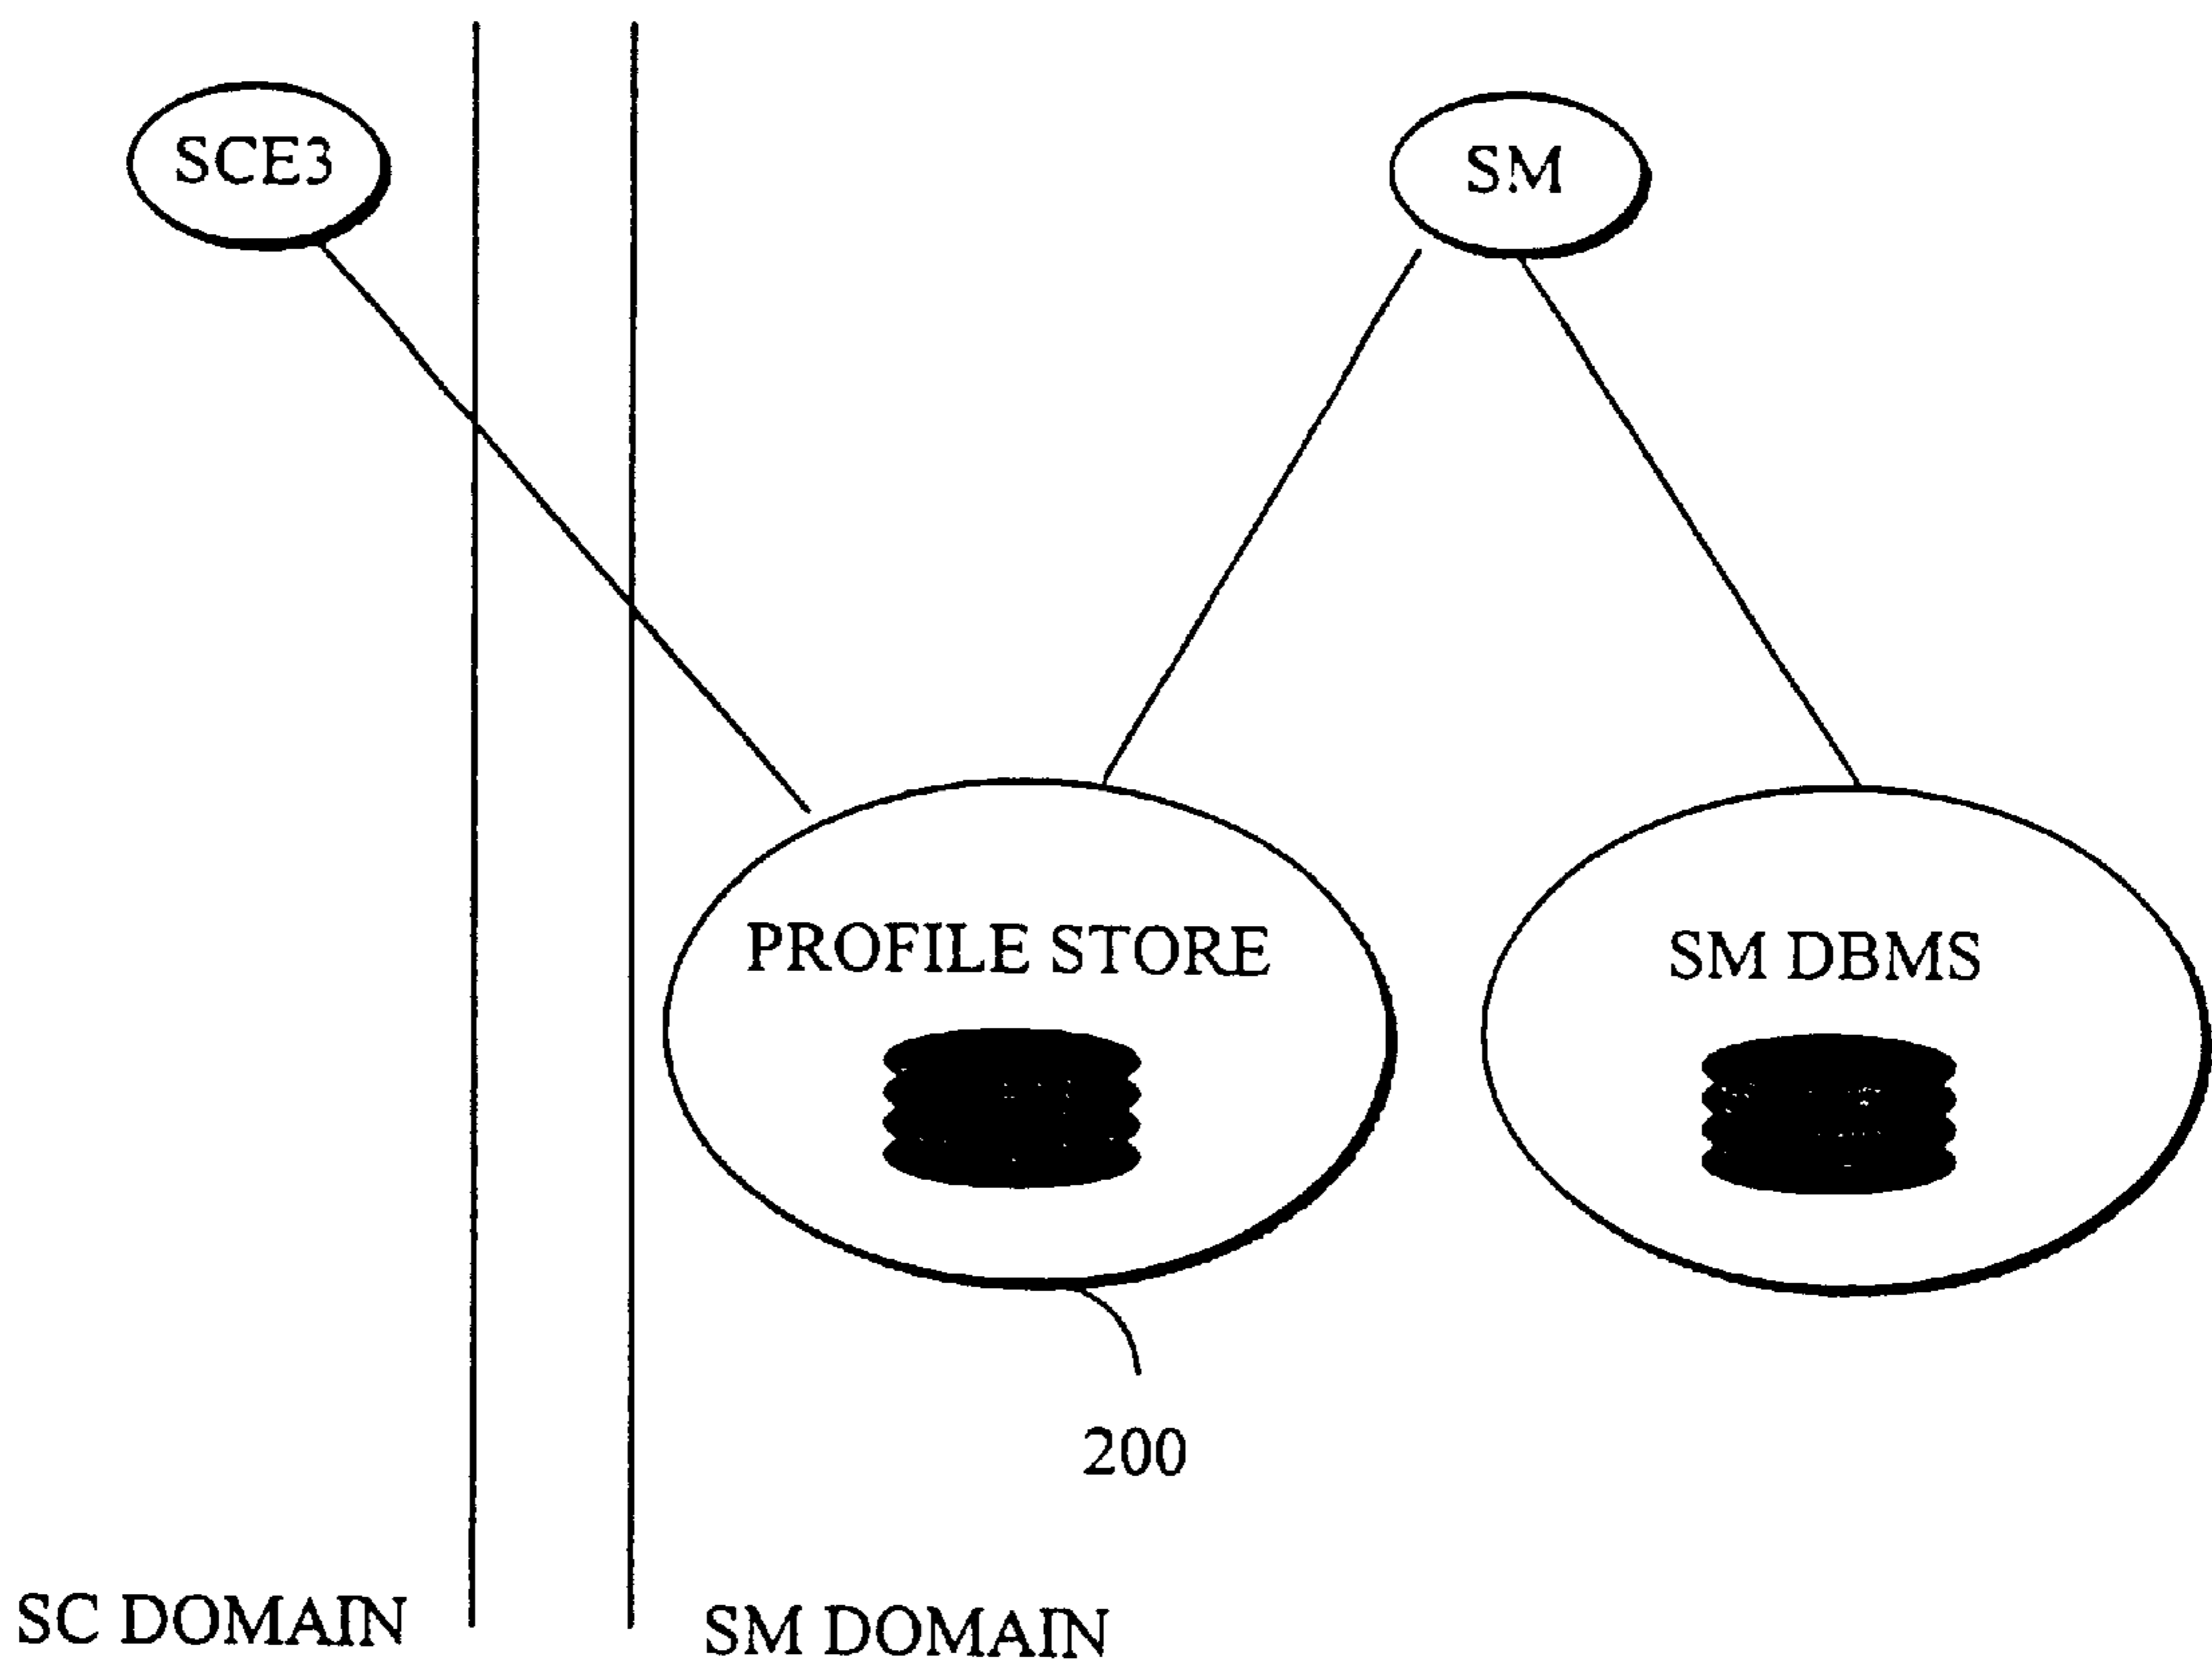 SCE3
SM
PROFILE STORE
SM DBMS
200
SC DOMAIN
SM DOMAIN